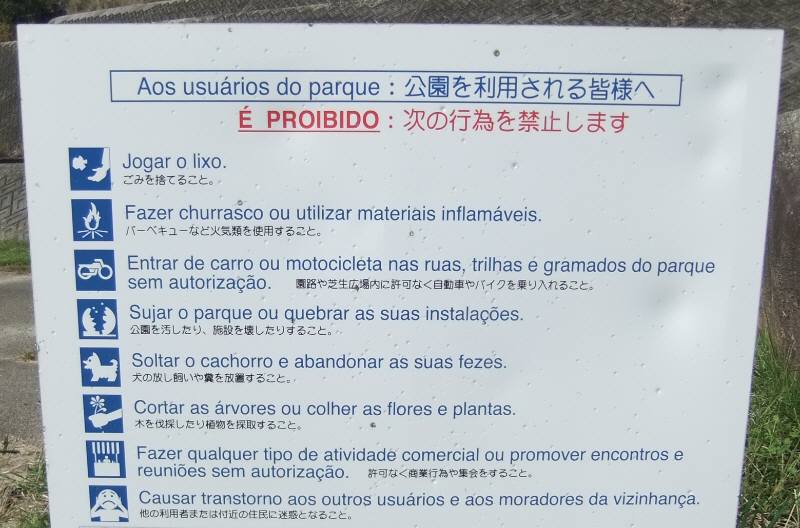 Aos usuários do parque : 公園を利用される皆様へ
É PROIBIDO : 次の行為を禁止します
Jogar o lixo.
ごみを捨てること。
Fazer churrasco ou utilizar materiais inflamáveis.
バーベキューなど火気類を使用すること。
Entrar de carro ou motocicleta nas ruas, trilhas e gramados do parque
sem autorização. 園路や芝生広場内に許可なく自動車やバイクを乗り入れること。
Sujar o parque ou quebrar as suas instalações.
公園を汚したり、施設を壊したりすること。
Soltar o cachorro e abandonar as suas fezes.
犬の放し飼いや糞を放置すること。
Cortar as árvores ou colher as flores e plantas.
木を伐採したり植物を採取すること。
Fazer qualquer tipo de atividade comercial ou promover encontros e
reuniões sem autorização. 許可なく商業行為や集会をすること。
Causar transtorno aos outros usuários e aos moradores da vizinhança.
他の利用者または付近の住民に迷惑となること。